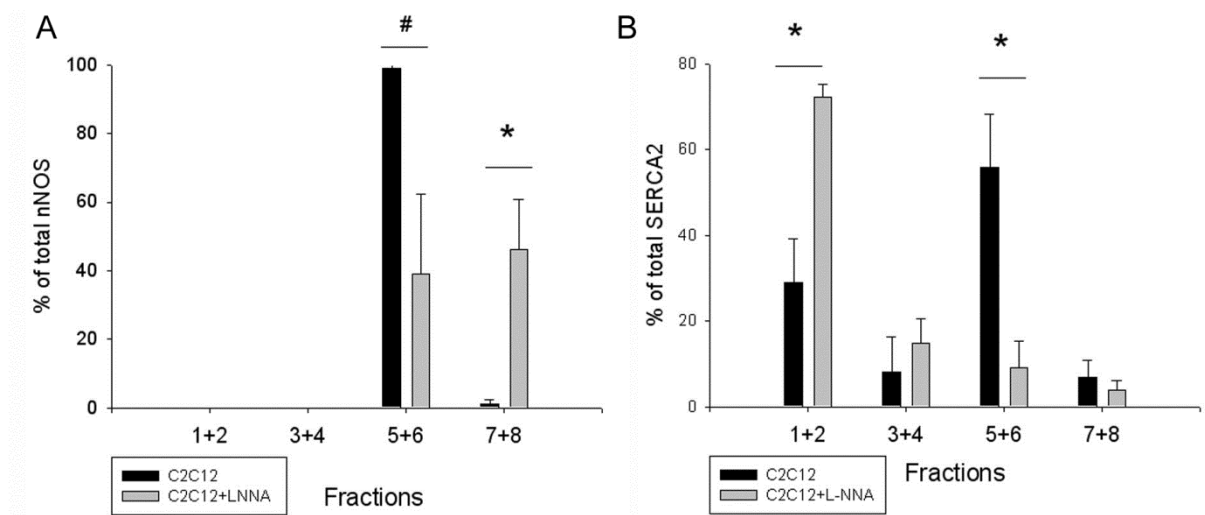 A
#
*
100
80
60
40
20
0
% of total nNOS
1+2 3+4 5+6 7+8
C2C12
C2C12+LNNA
Fractions
B
* *
80
60
40
20
0
% of total SERCA2
1+2 3+4 5+6 7+8
C2C12
C2C12+L-NNA
Fractions